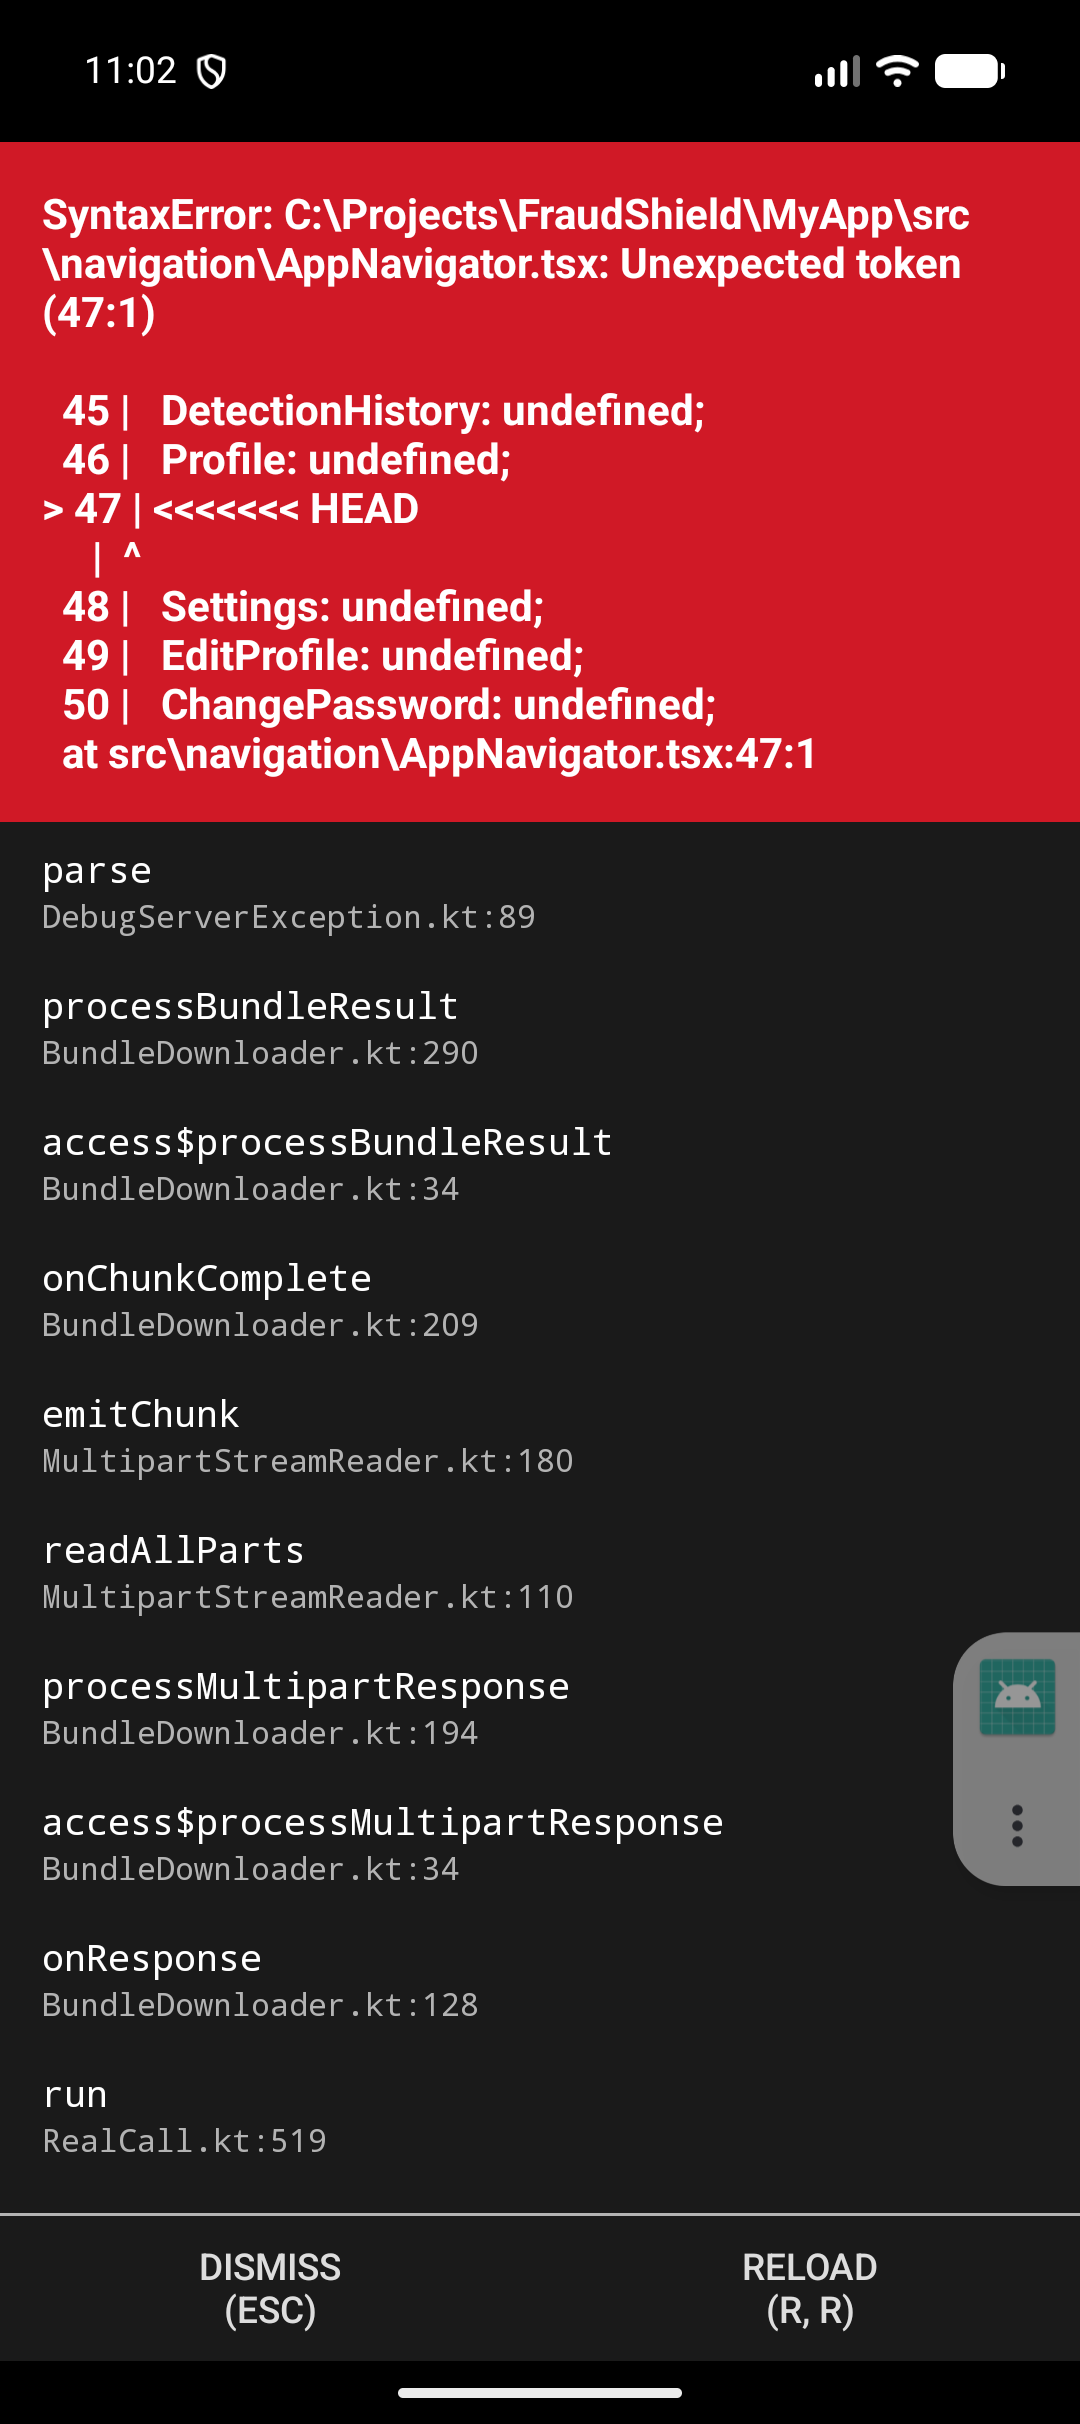 11:02
SyntaxError: C:\Projects\FraudShield\MyApp\src
\navigation\AppNavigator.tsx: Unexpected token
(47:1)
45 |   DetectionHistory: undefined;
46 |   Profile: undefined;
> 47 | <<<<<<< HEAD
| ^
48 |   Settings: undefined;
49 |   EditProfile: undefined;
50 |   ChangePassword: undefined;
at src\navigation\AppNavigator.tsx:47:1
parse
DebugServerException.kt:89
processBundleResult
BundleDownloader.kt:290
access$processBundleResult
BundleDownloader.kt:34
onChunkComplete
BundleDownloader.kt:209
emitChunk
MultipartStreamReader.kt:180
readAllParts
MultipartStreamReader.kt:110
processMultipartResponse
BundleDownloader.kt:194
access$processMultipartResponse
BundleDownloader.kt:34
onResponse
BundleDownloader.kt:128
run
RealCall.kt:519
DISMISS
(ESC)
RELOAD
(R, R)